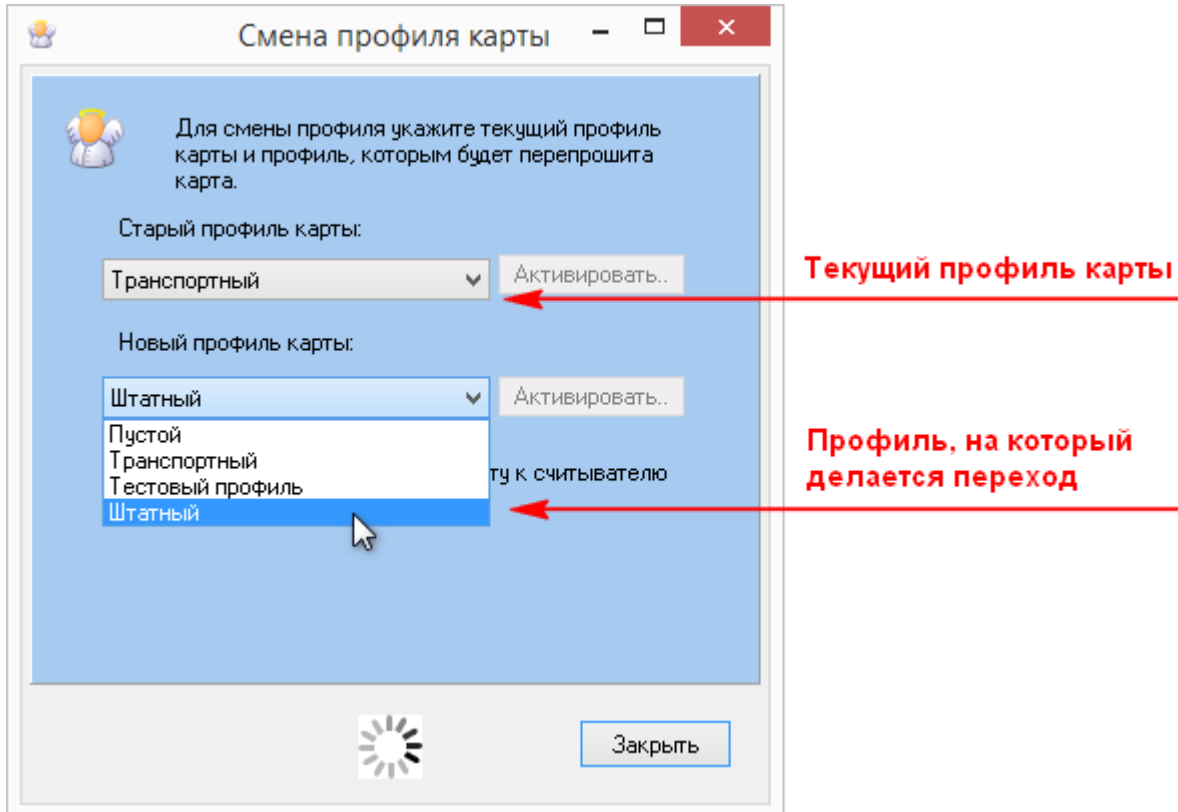 Смена профиля карты
Для смены профиля укажите текущий профиль
карты и профиль, которым будет перепрошита
карта.
Старый профиль карты:
Транспортный
Активировать..
Текущий профиль карты
Новый профиль карты:
Штатный
Активировать..
Пустой
Транспортный
Тестовый профиль
Штатный
ту к считывателю
Профиль, на который
делается переход
Закрыть